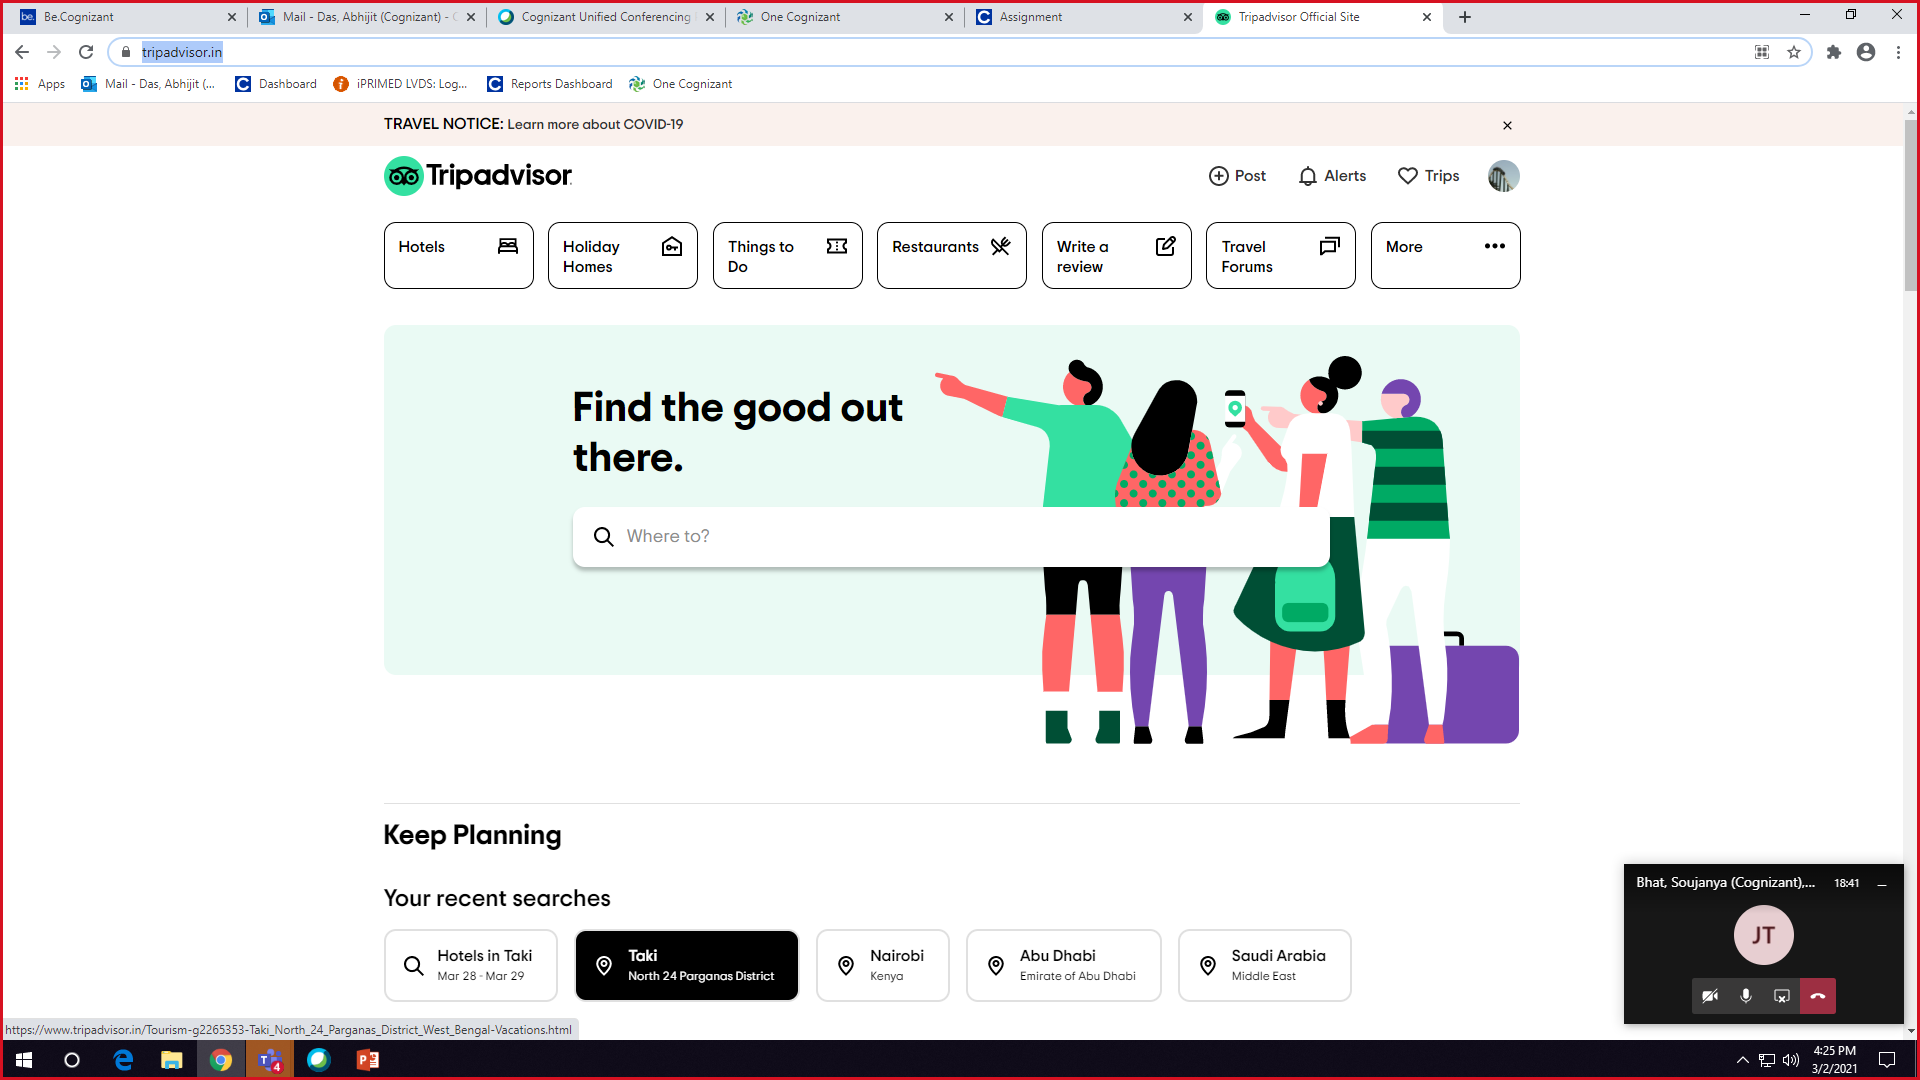 Be.Cognizant
Mail - Das, Abhijit (Cognizant) -
Cognizant Unified Conferencing
One Cognizant
Assignment
Tripadvisor Official Site
tripadvisor.in
Apps
Mail - Das, Abhijit (...
Dashboard
iPRIMED LVDS: Log...
Reports Dashboard
One Cognizant
TRAVEL NOTICE: Learn more about COVID-19
Tripadvisor
Post
Alerts
Trips
Hotels
Holiday
Homes
Things to
Do
Restaurants
Write a
review
Travel
Forums
More
Find the good out
there.
Where to?
Keep Planning
Your recent searches
Hotels in Taki
Mar 28 - Mar 29
Taki
North 24 Parganas District
Nairobi
Kenya
Abu Dhabi
Emirate of Abu Dhabi
Saudi Arabia
Middle East
Bhat, Soujanya (Cognizant),...
18:41
JT
https://www.tripadvisor.in/Tourism-g2265353-Taki_North_24_Parganas_District_West_Bengal-Vacations.html
4
4:25 PM
3/2/2021